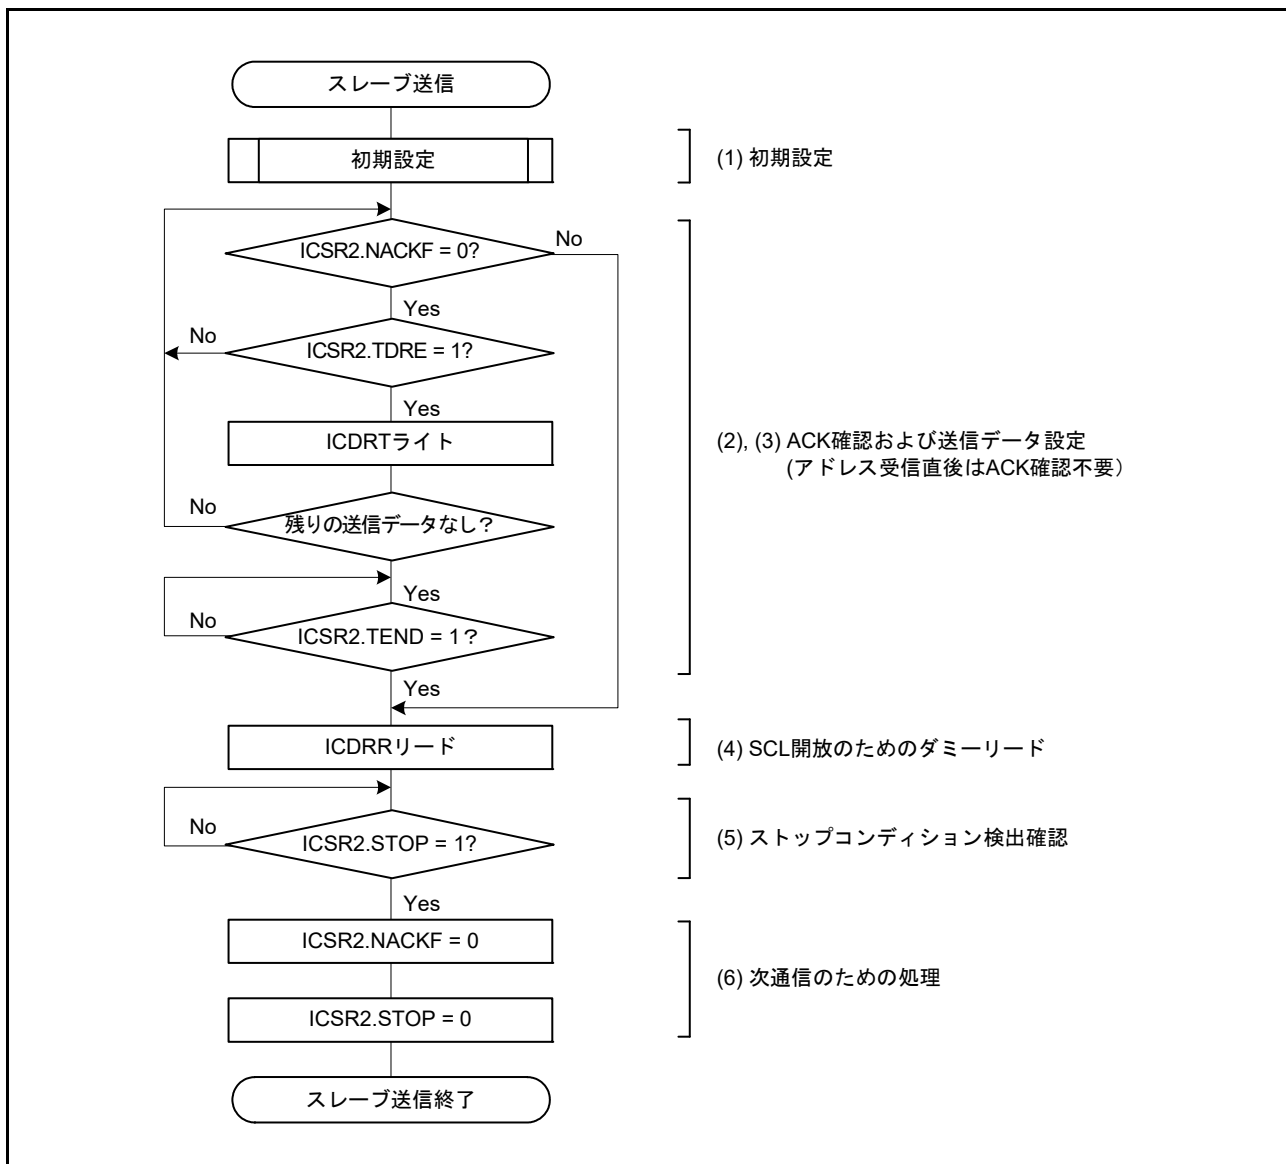 スレーブ送信
初期設定
(1) 初期設定
ICSR2.NACKF = 0?
No
Yes
No
ICSR2.TDRE = 1?
Yes
ICDRTライト
(2), (3) ACK確認および送信データ設定
(アドレス受信直後はACK確認不要）
No
残りの送信データなし？
Yes
No
ICSR2.TEND = 1？
Yes
ICDRRリード
(4) SCL開放のためのダミーリード
No
ICSR2.STOP = 1?
(5) ストップコンディション検出確認
Yes
ICSR2.NACKF = 0
(6) 次通信のための処理
ICSR2.STOP = 0
スレーブ送信終了